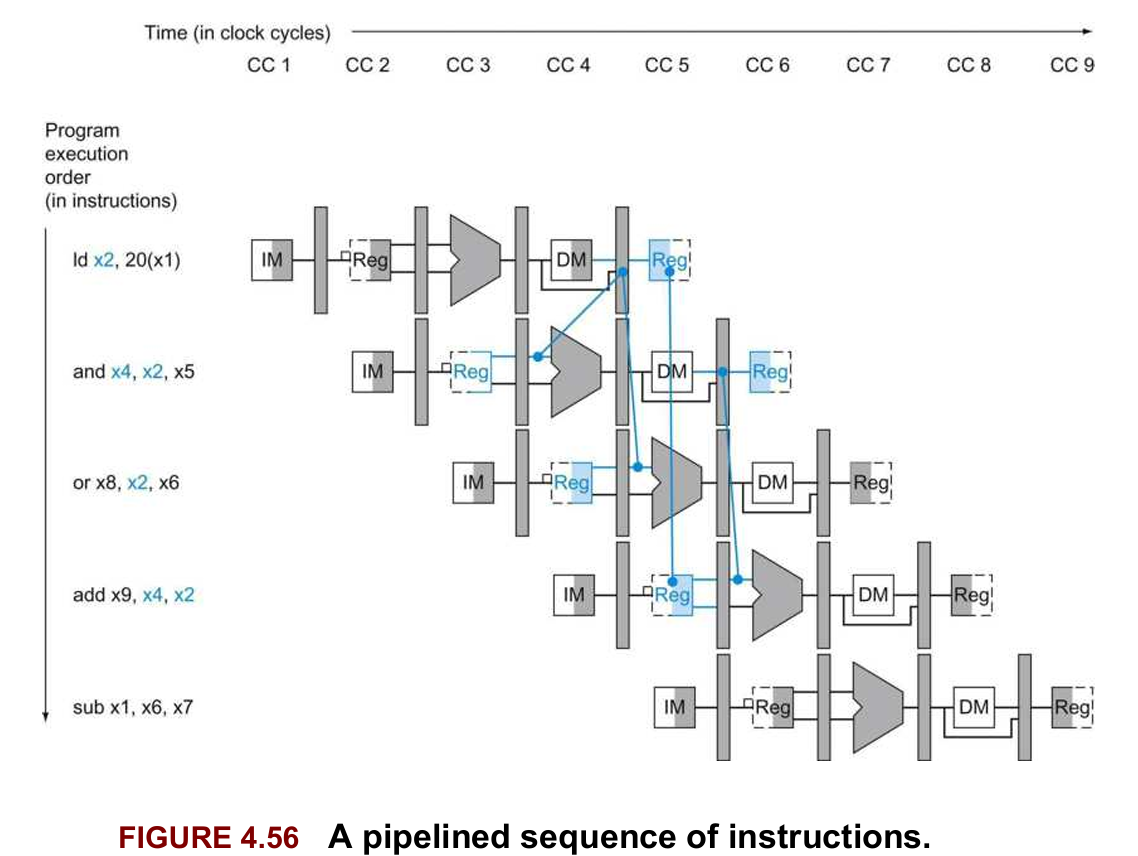 Time (in clock cycles)
CC 1 CC 2 CC 3 CC 4 CC 5 CC 6 CC 7 CC 8 CC 9
Program
execution
order
(in instructions)
ld x2, 20(x1) IM Reg DM Reg
and x4, x2, x5 IM Reg DM Reg
or x8, x2, x6 IM Reg DM Reg
add x9, x4, x2 IM Reg DM Reg
sub x1, x6, x7 IM Reg DM Reg
FIGURE 4.56 A pipelined sequence of instructions.